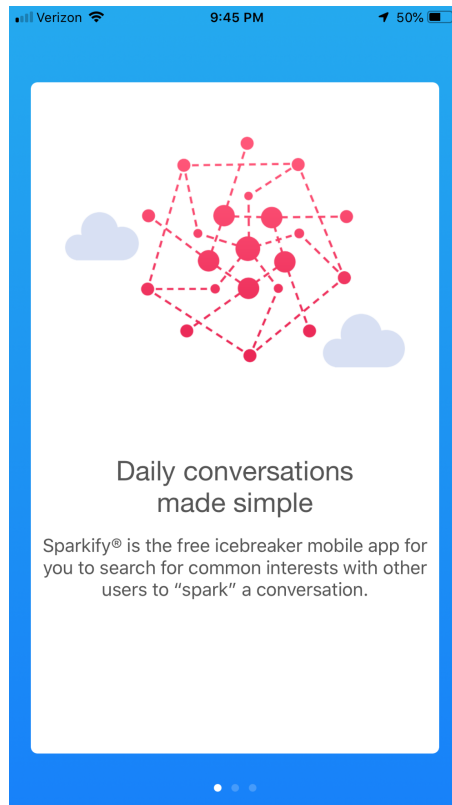 Verizon 9:45 PM 50%
Daily conversations
made simple
Sparkify® is the free icebreaker mobile app for
you to search for common interests with other
users to “spark” a conversation.